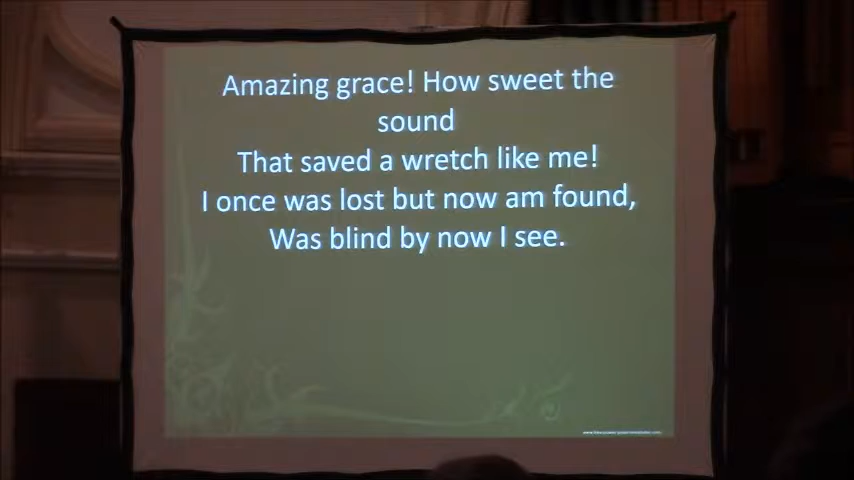 Amazing grace! How sweet the
sound
That saved a wretch like me!
I once was lost but now am found,
Was blind by now I see.